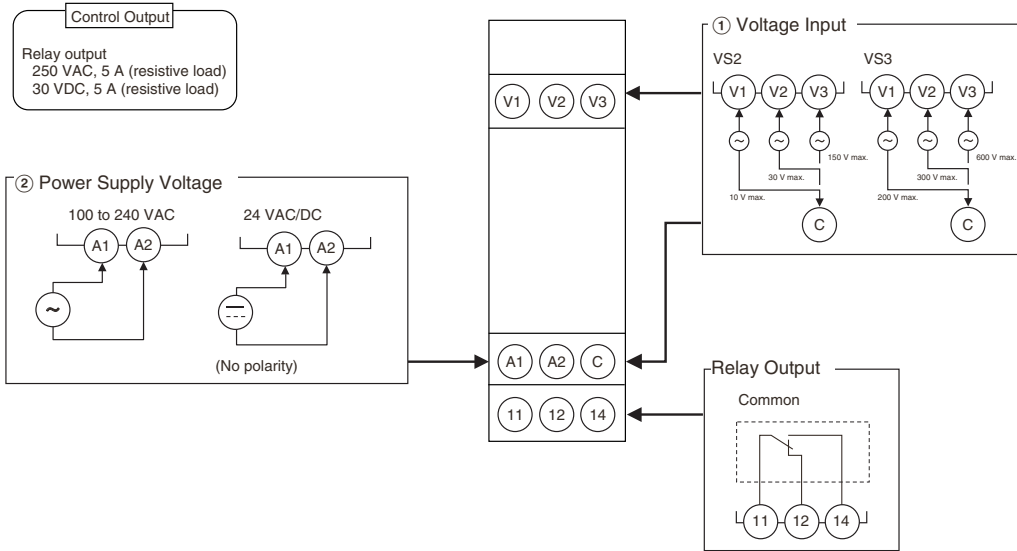 Control Output
Relay output
250 VAC, 5 A (resistive load)
30 VDC, 5 A (resistive load)
① Voltage Input
VS2
VS3
V1 V2 V3
V1 V2 V3
V1 V2 V3
~ ~ ~
~ ~ ~
150 V max.
600 V max.
30 V max.
300 V max.
10 V max.
200 V max.
C
C
② Power Supply Voltage
100 to 240 VAC
24 VAC/DC
A1 A2
A1 A2
~
(No polarity)
A1 A2 C
11 12 14
Relay Output
Common
11 12 14